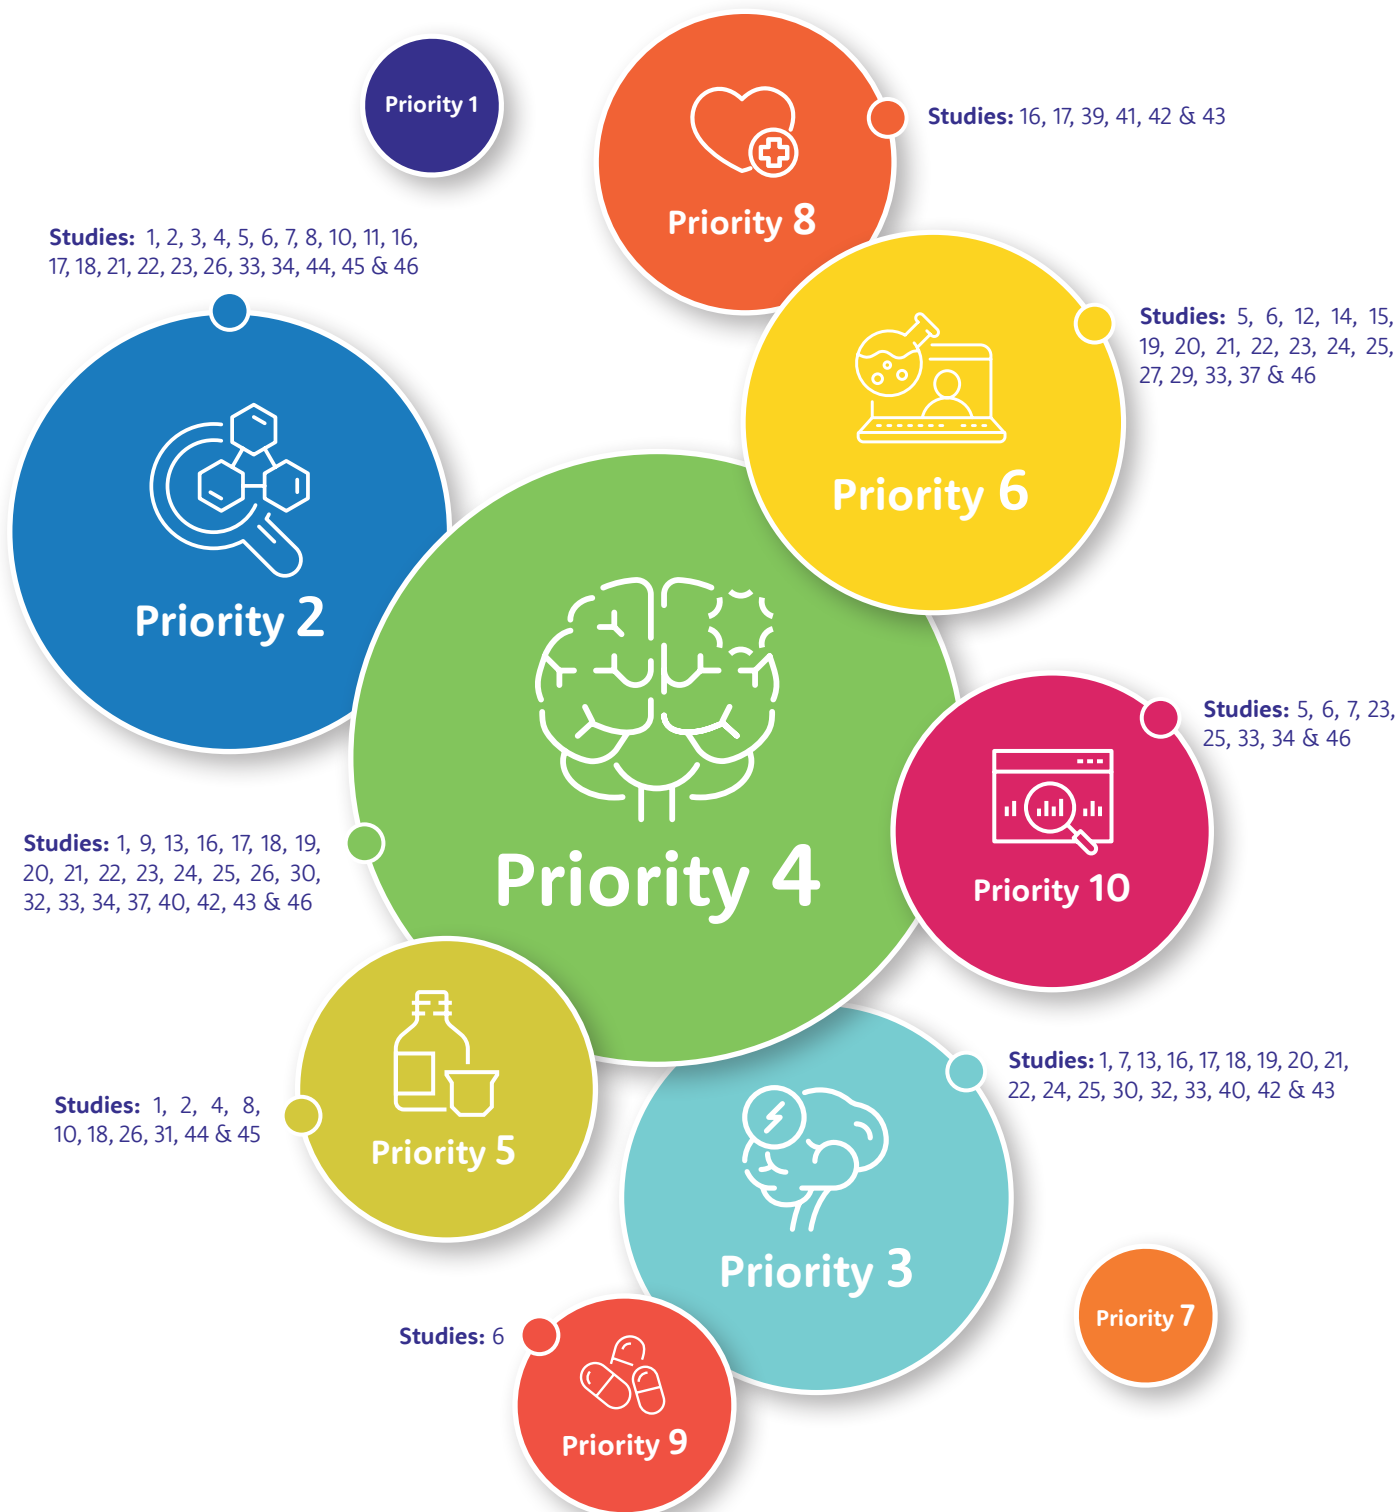 Priority 1
Studies: 16, 17, 39, 41, 42 & 43
Priority 8
Studies: 1, 2, 3, 4, 5, 6, 7, 8, 10, 11, 16,
17, 18, 21, 22, 23, 26, 33, 34, 44, 45 & 46
Studies: 5, 6, 12, 14, 15,
19, 20, 21, 22, 23, 24, 25,
27, 29, 33, 37 & 46
Priority 6
Priority 2
Studies: 5, 6, 7, 23,
25, 33, 34 & 46
Studies: 1, 9, 13, 16, 17, 18, 19,
20, 21, 22, 23, 24, 25, 26, 30,
32, 33, 34, 37, 40, 42, 43 & 46
Priority 4
Priority 10
Studies: 1, 7, 13, 16, 17, 18, 19, 20, 21,
22, 24, 25, 30, 32, 33, 40, 42 & 43
Studies: 1, 2, 4, 8,
10, 18, 26, 31, 44 & 45
Priority 5
Priority 3
Priority 7
Studies: 6
Priority 9